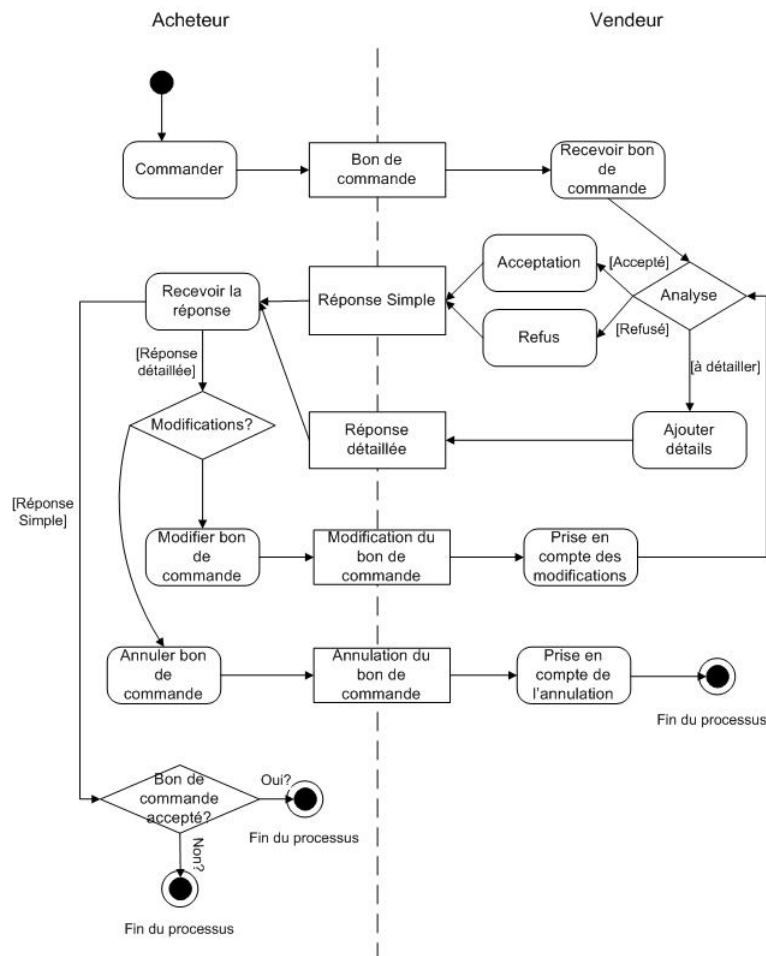 Acheteur
Vendeur
Commander
Bon de
commande
Recevoir bon
de
commande
Acceptation
[Accepté]
Analyse
Recevoir la
réponse
Réponse Simple
Refus
[Refusé]
[Réponse
détaillée]
[à détailler]
Modifications?
Réponse
détaillée
Ajouter
détails
[Réponse
Simple]
Modifier bon
de
commande
Modification du
bon de
commande
Prise en
compte des
modifications
Annuler bon
de
commande
Annulation du
bon de
commande
Prise en
compte de
l'annulation
Fin du processus
Bon de
commande
accepté?
Oui?
Fin du processus
Non?
Fin du processus